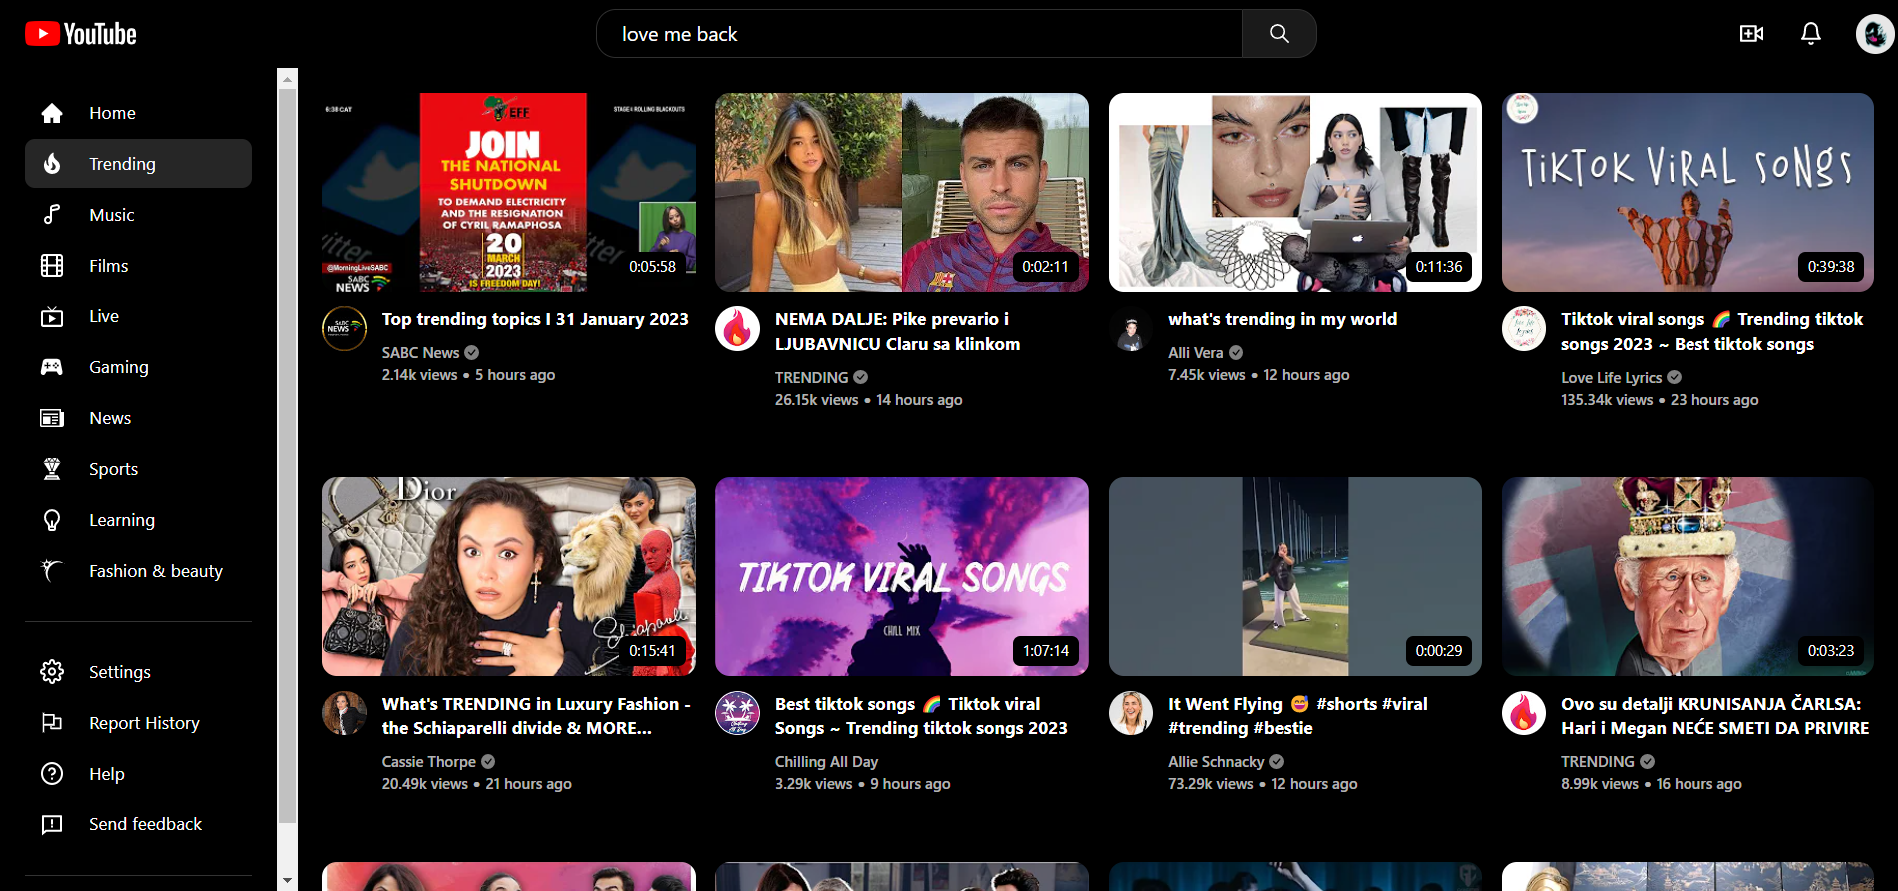 YouTube
love me back
Home
Trending
Music
Films
Live
Gaming
News
Sports
Learning
Fashion & beauty
Settings
Report History
Help
Send feedback
6:38 CAT
STAGE 6 ROLLING BLACKOUTS
EFF
JOIN
THE NATIONAL
SHUTDOWN
TO DEMAND ELECTRICITY
AND THE RESIGNATION
OF CYRIL RAMAPHOSA
20
MARCH
2023
IS FREEDOM DAY!
@MorningLiveSABC
SABC
NEWS
0:05:58
SABC
NEWS
Top trending topics I 31 January 2023
SABC News
2.14k views • 5 hours ago
0:02:11
NEMA DALJE: Pike prevario i
LJUBAVNICU Claru sa klinkom
TRENDING
26.15k views • 14 hours ago
0:11:36
what's trending in my world
Alli Vera
7.45k views • 12 hours ago
TIKTOK VIRAL SONGS
0:39:38
Tiktok viral songs 🌈 Trending tiktok
songs 2023 ~ Best tiktok songs
Love Life Lyrics
135.34k views • 23 hours ago
Dior
Schiaparelli
0:15:41
What's TRENDING in Luxury Fashion -
the Schiaparelli divide & MORE...
Cassie Thorpe
20.49k views • 21 hours ago
TIKTOK VIRAL SONGS
CHILL MIX
1:07:14
Best tiktok songs 🌈 Tiktok viral
Songs ~ Trending tiktok songs 2023
Chilling All Day
3.29k views • 9 hours ago
0:00:29
It Went Flying 😅 #shorts #viral
#trending #bestie
Allie Schnacky
73.29k views • 12 hours ago
0:03:23
Ovo su detalji KRUNISANJA ČARLSA:
Hari i Megan NEĆE SMETI DA PRIVIRE
TRENDING
8.99k views • 16 hours ago